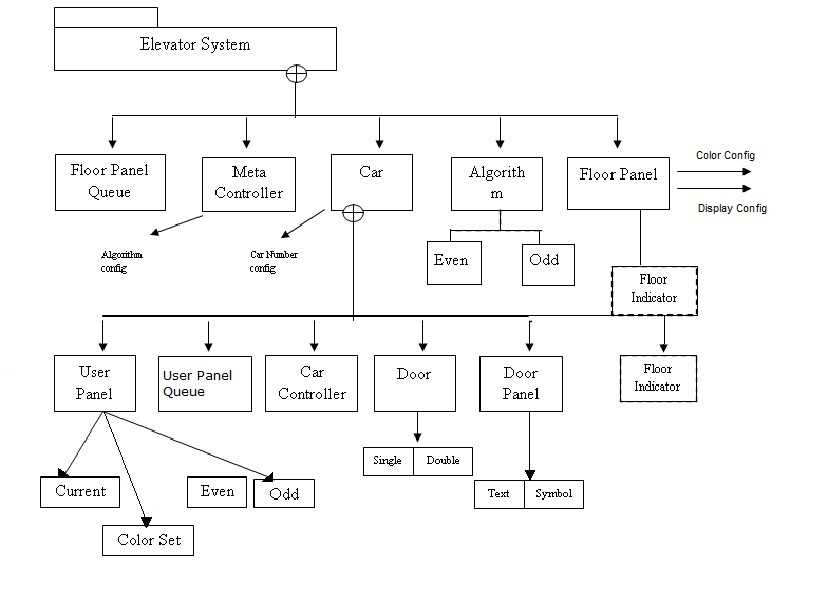 Elevator System
Color Config
Floor Panel
Queue
Meta
Controller
Car
Algorith
m
Floor Panel
Display Config
Algorithm
config
Car Number
config
Even
Odd
Floor
Indicator
User
Panel
User Panel
Queue
Car
Controller
Door
Door
Panel
Floor
Indicator
Single
Double
Current
Even
Odd
Text
Symbol
Color Set